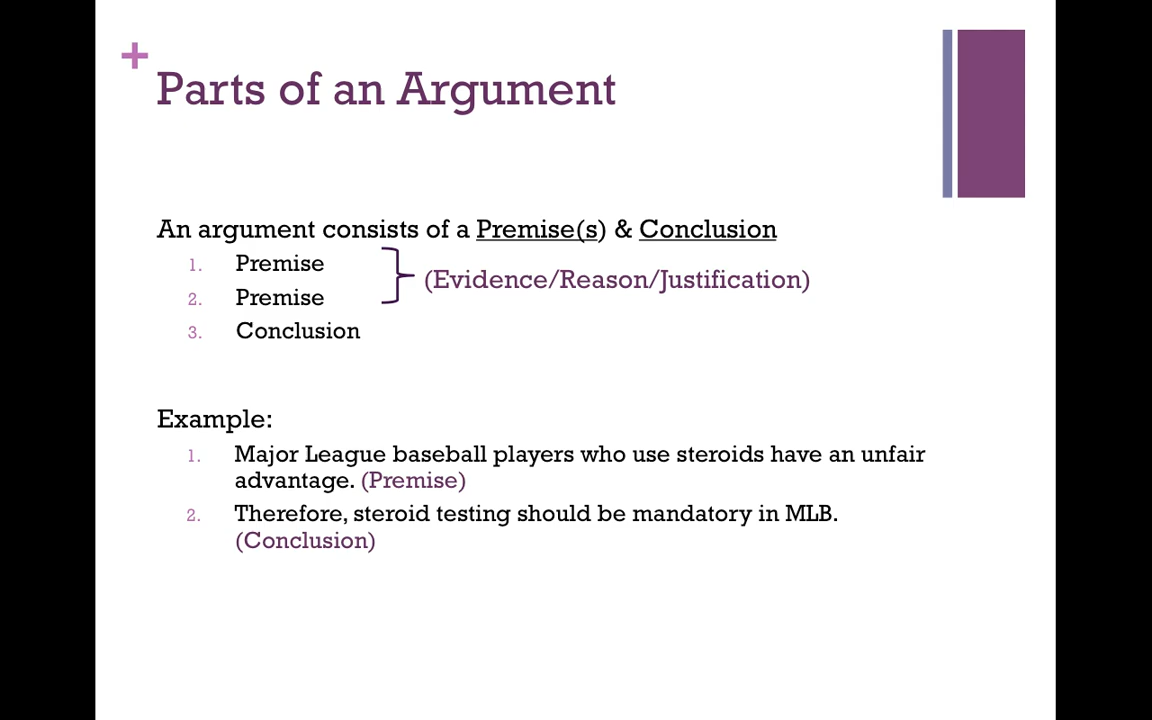 +
Parts of an Argument
An argument consists of a Premise(s) & Conclusion
1. Premise
2. Premise
(Evidence/Reason/Justification)
3. Conclusion
Example:
1. Major League baseball players who use steroids have an unfair
advantage. (Premise)
2. Therefore, steroid testing should be mandatory in MLB.
(Conclusion)